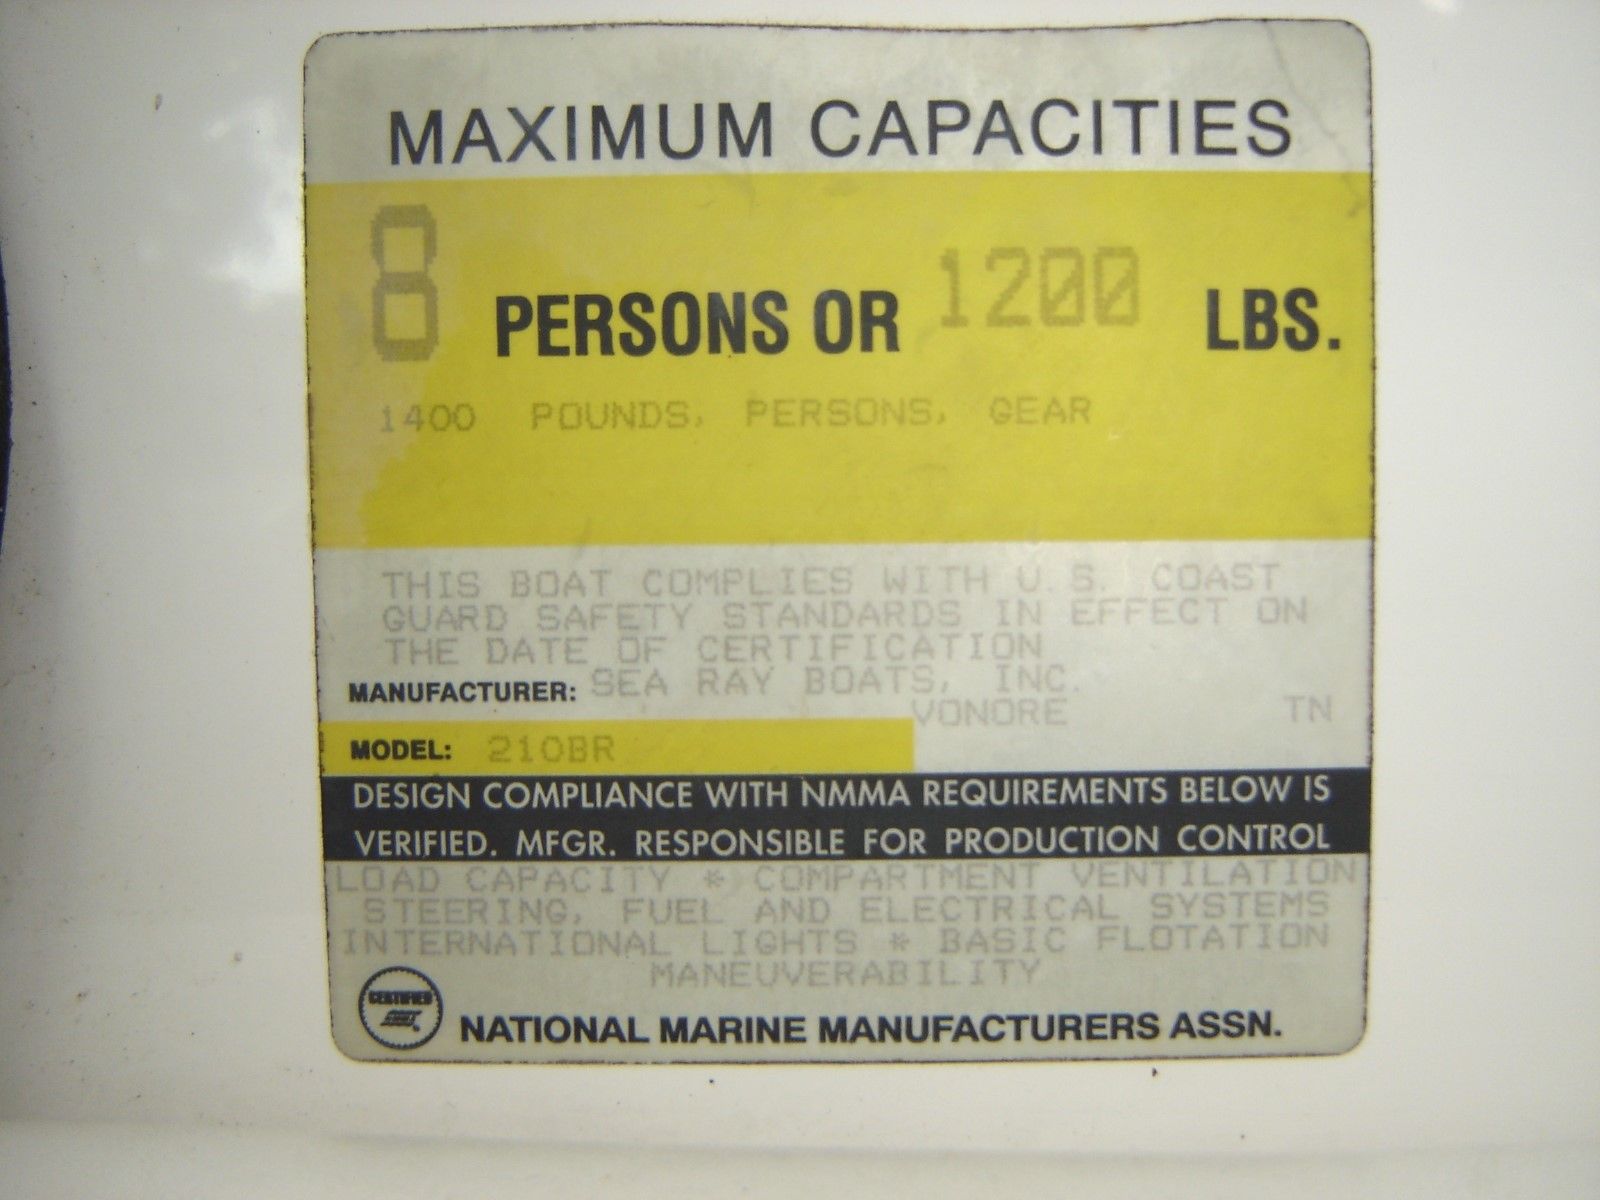 MAXIMUM CAPACITIES
8 PERSONS OR 1200 LBS.
1400 POUNDS, PERSONS, GEAR
THIS BOAT COMPLIES WITH U.S. COAST
GUARD SAFETY STANDARDS IN EFFECT ON
THE DATE OF CERTIFICATION
MANUFACTURER: SEA RAY BOATS, INC.
VONORE TN
MODEL: 210BR
DESIGN COMPLIANCE WITH NMMA REQUIREMENTS BELOW IS
VERIFIED. MFGR. RESPONSIBLE FOR PRODUCTION CONTROL
LOAD CAPACITY * COMPARTMENT VENTILATION
STEERING, FUEL AND ELECTRICAL SYSTEMS
INTERNATIONAL LIGHTS * BASIC FLOTATION
MANEUVERABILITY
CERTIFIED
NATIONAL MARINE MANUFACTURERS ASSN.